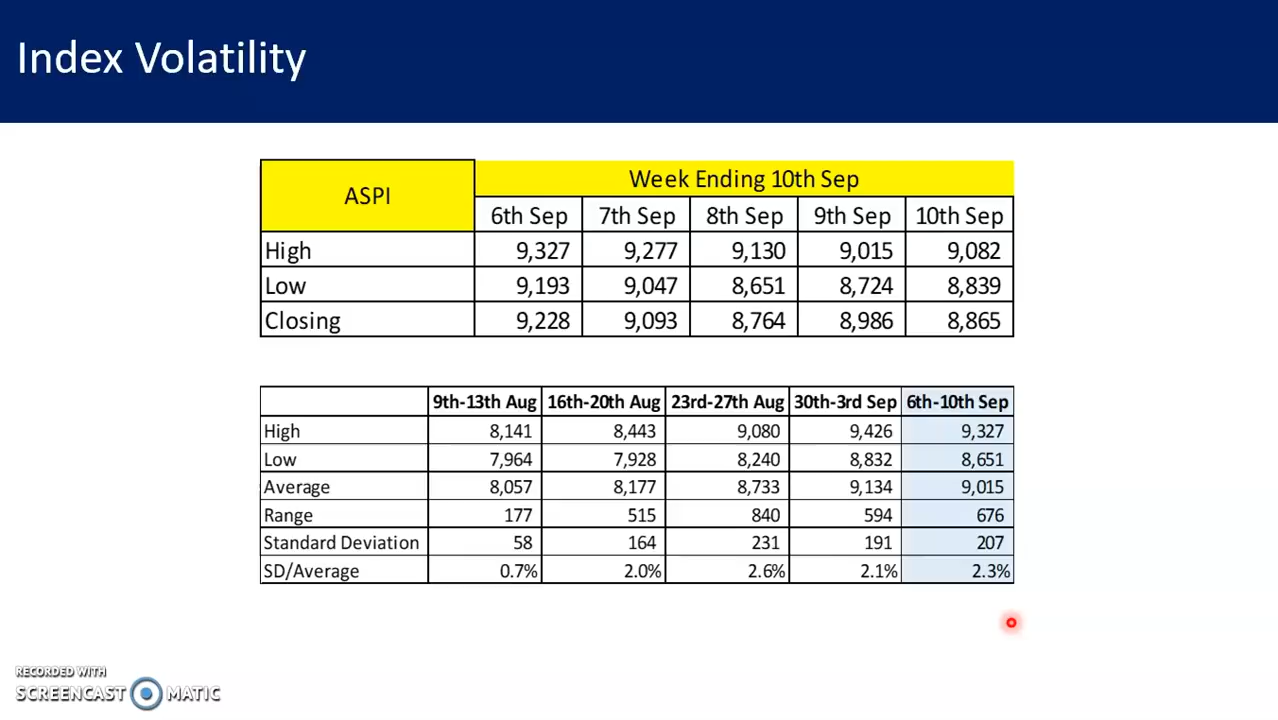 Index Volatility
ASPI
Week Ending 10th Sep
6th Sep 7th Sep 8th Sep 9th Sep 10th Sep
High 9,327 9,277 9,130 9,015 9,082
Low 9,193 9,047 8,651 8,724 8,839
Closing 9,228 9,093 8,764 8,986 8,865
9th-13th Aug 16th-20th Aug 23rd-27th Aug 30th-3rd Sep 6th-10th Sep
High 8,141 8,443 9,080 9,426 9,327
Low 7,964 7,928 8,240 8,832 8,651
Average 8,057 8,177 8,733 9,134 9,015
Range 177 515 840 594 676
Standard Deviation 58 164 231 191 207
SD/Average 0.7% 2.0% 2.6% 2.1% 2.3%
RECORDED WITH
SCREENCAST MATIC